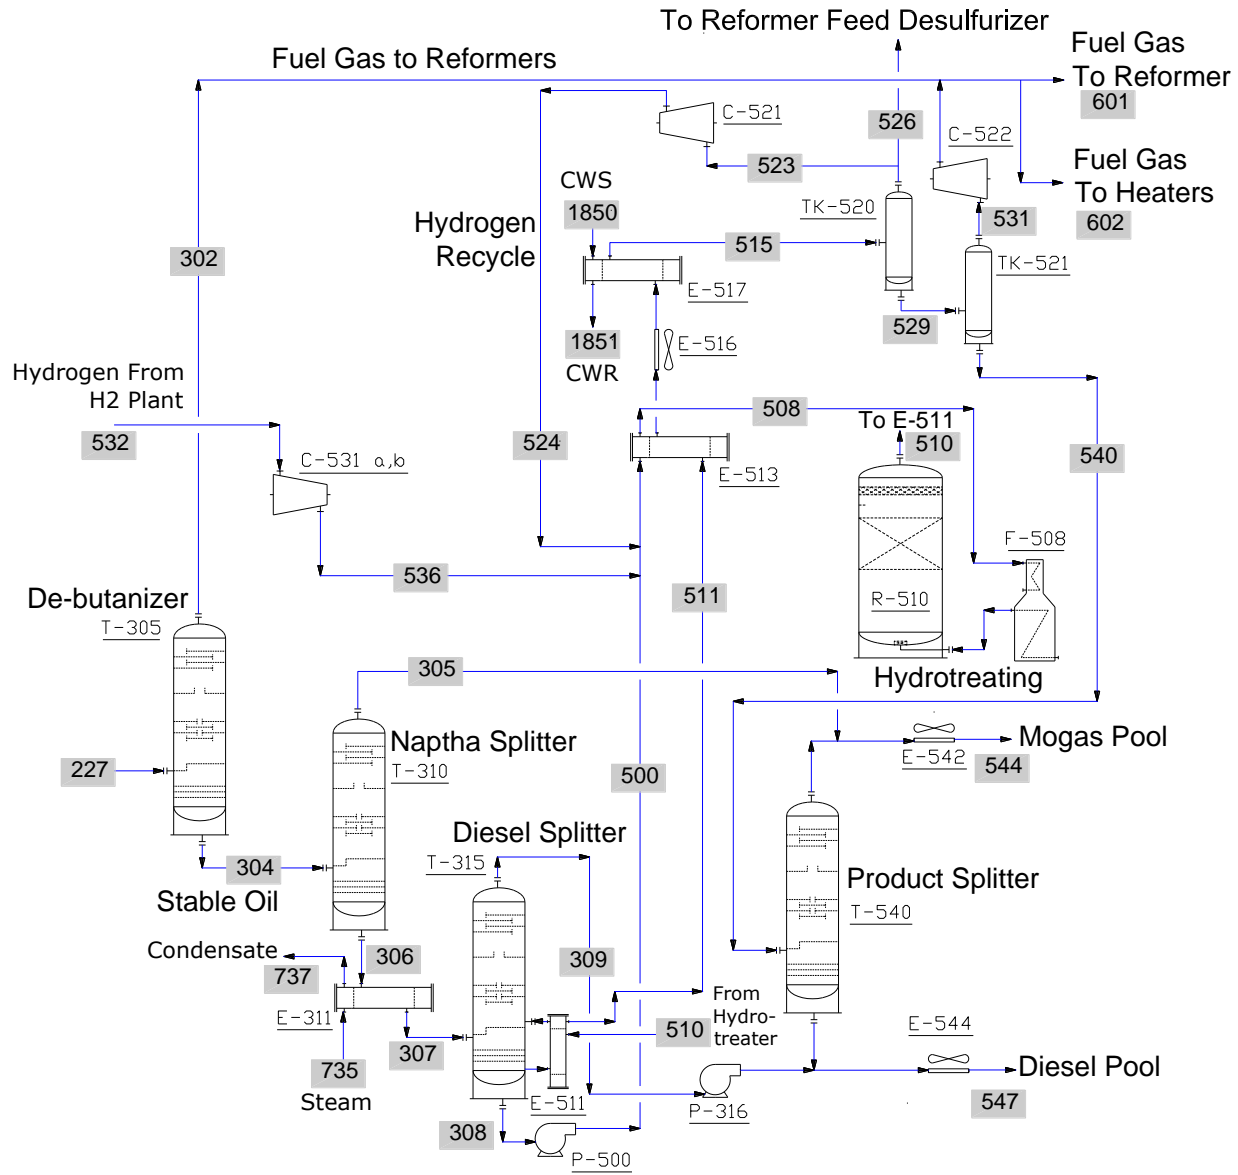 To Reformer Feed Desulfurizer
Fuel Gas to Reformers
Fuel Gas
To Reformer
601
C-521
526
C-522
523
Fuel Gas
To Heaters
602
CWS
1850
TK-520
531
Hydrogen
Recycle
302
515
TK-521
E-517
529
1851
CWR
E-516
Hydrogen From
H2 Plant
532
508
To E-511
510
524
540
C-531 a,b
E-513
F-508
536
511
De-butanizer
T-305
R-510
305
Hydrotreating
Naptha Splitter
T-310
Mogas Pool
E-542
544
227
500
Diesel Splitter
T-315
304
Stable Oil
Product Splitter
T-540
Condensate
737
306
309
From
Hydro-
treater
510
E-311
307
E-544
735
Steam
Diesel Pool
547
E-511
P-316
308
P-500